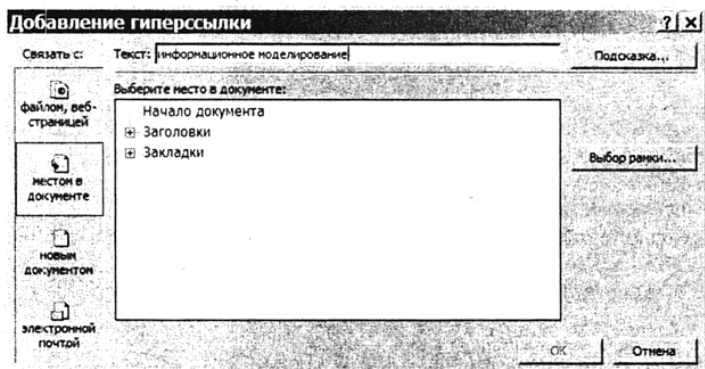 Добавление гиперссылки
? ×
Связать с:
Текст: информационное моделирование
Подсказка...
Выберите место в документе:
файлом, веб-
страницей
Начало документа
Заголовки
Закладки
местом в
документе
Выбор рамки...
новым
документом
электронной
почтой
ОК
Отмена